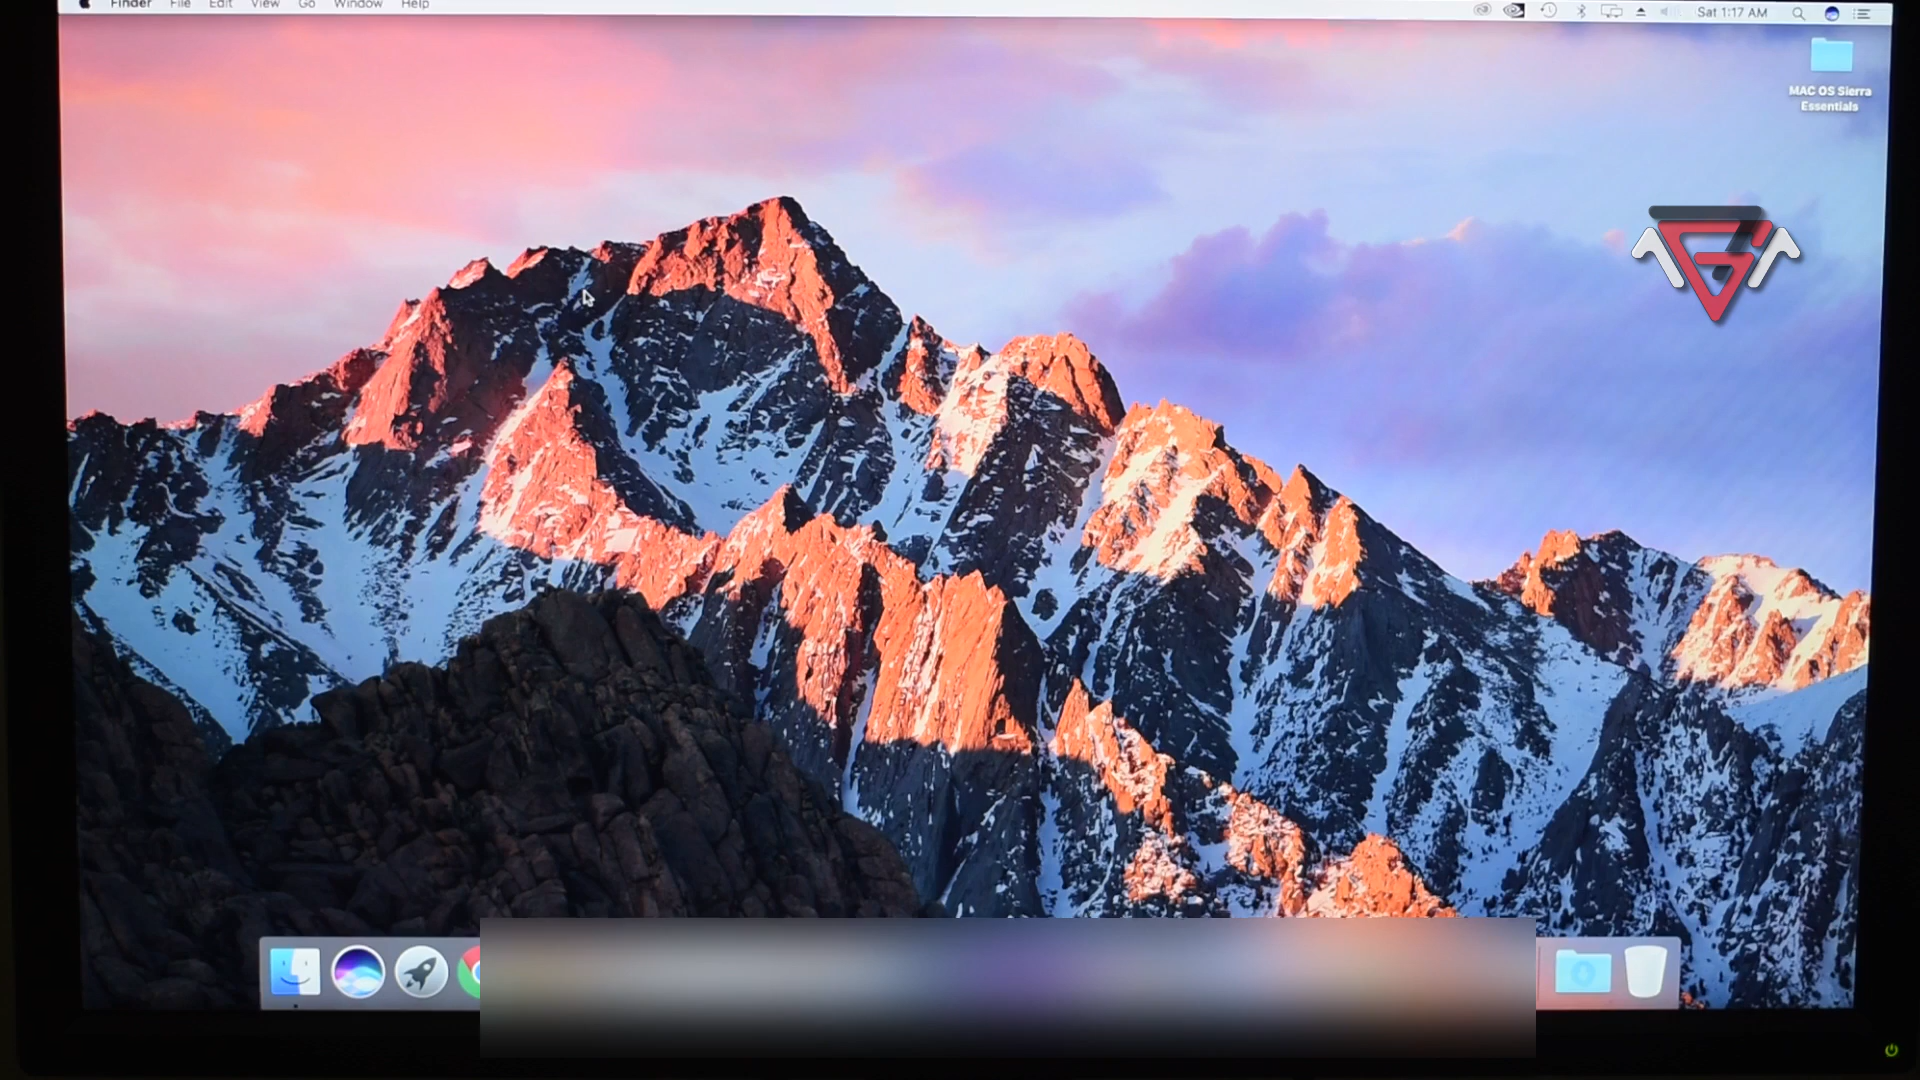 Finder File Edit View Go Window Help
Sat 1:17 AM
MAC OS Sierra
Essentials